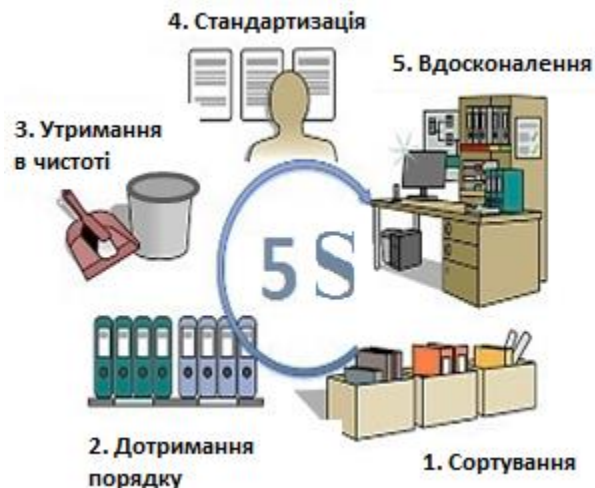 4. Стандартизація
5. Вдосконалення
3. Утримання
в чистоті
5 S
2. Дотримання
порядку
1. Сортування